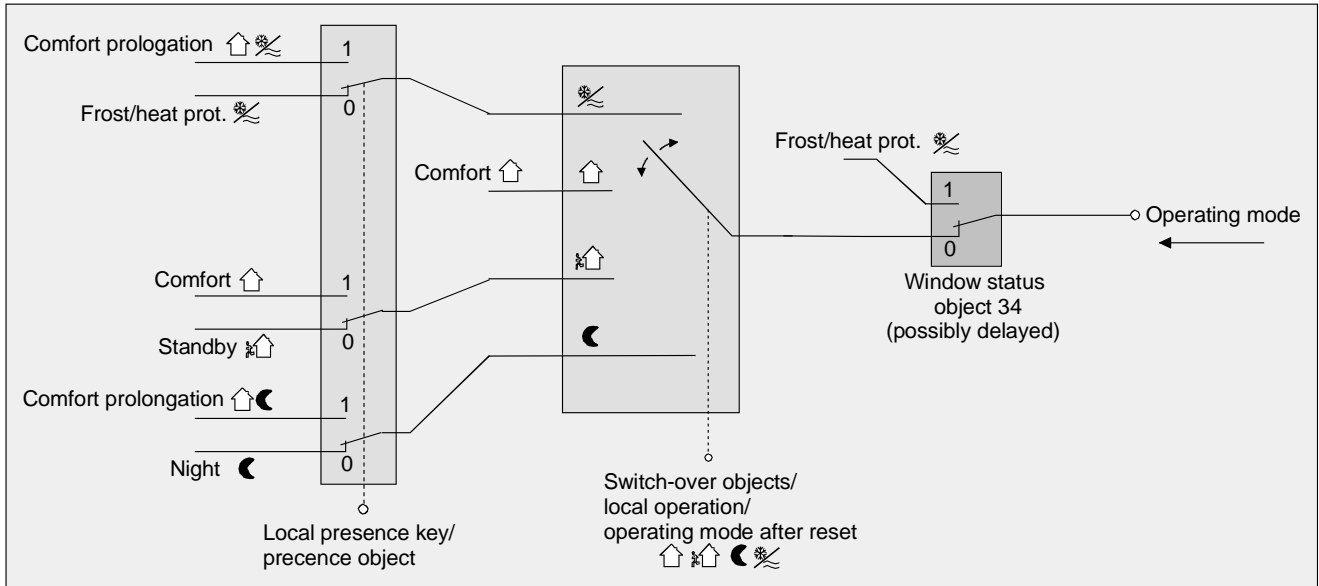 Comfort prologation
1
0
Frost/heat prot.
Comfort
Frost/heat prot.
1
0
Operating mode
Window status
object 34
(possibly delayed)
Comfort
1
0
Standby
Comfort prolongation
1
0
Night
Local presence key/
precence object
Switch-over objects/
local operation/
operating mode after reset